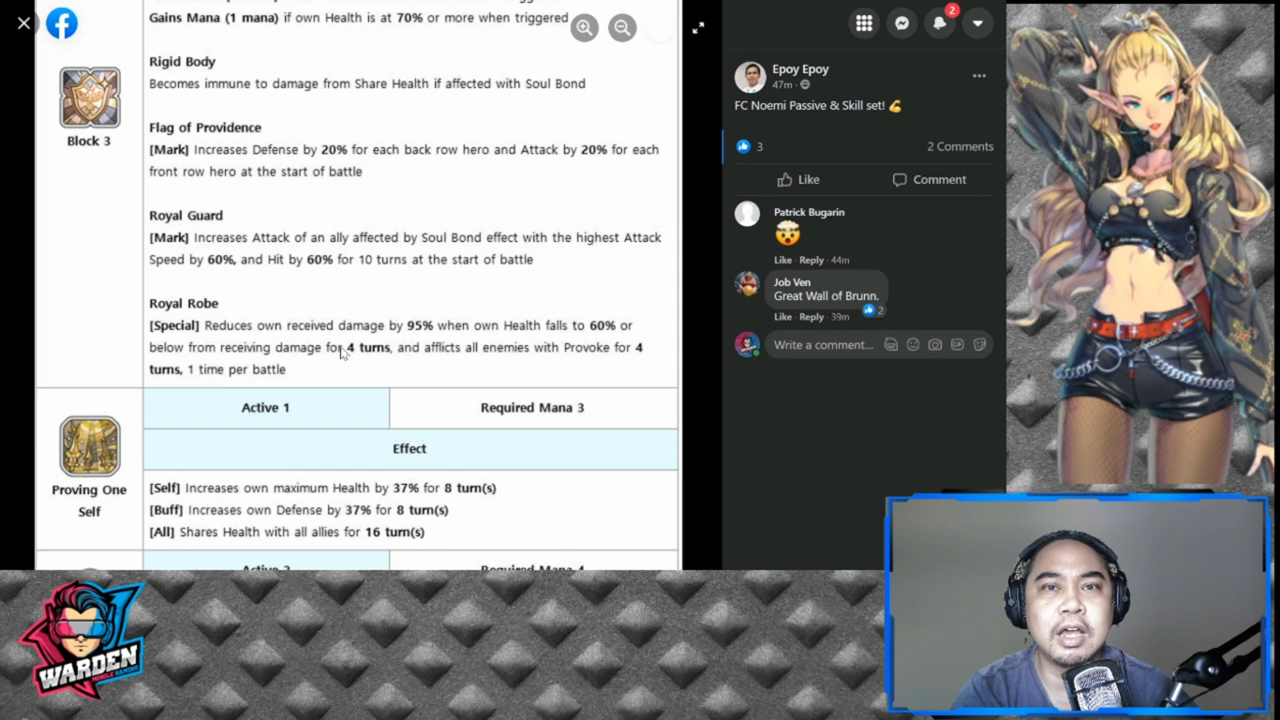 Gains Mana (1 mana) if own Health is at 70% or more when triggered
Rigid Body
Becomes immune to damage from Share Health if affected with Soul Bond
Block 3
Flag of Providence
[Mark] Increases Defense by 20% for each back row hero and Attack by 20% for each
front row hero at the start of battle
Royal Guard
[Mark] Increases Attack of an ally affected by Soul Bond effect with the highest Attack
Speed by 60%, and Hit by 60% for 10 turns at the start of battle
Royal Robe
[Special] Reduces own received damage by 95% when own Health falls to 60% or
below from receiving damage for 4 turns, and afflicts all enemies with Provoke for 4
turns, 1 time per battle
Active 1
Required Mana 3
Effect
Proving One
Self
[Self] Increases own maximum Health by 37% for 8 turn(s)
[Buff] Increases own Defense by 37% for 8 turn(s)
[All] Shares Health with all allies for 16 turn(s)
Active 2
Required Mana 4
2
Epoy Epoy
47m ·
FC Noemi Passive & Skill set! 💪
3
2 Comments
Like
Comment
Patrick Bugarin
🤯
Like · Reply · 44m
Job Ven
Great Wall of Brunn.
2
Like · Reply · 39m
Write a comment...
WARDEN
MOBILE GAMING